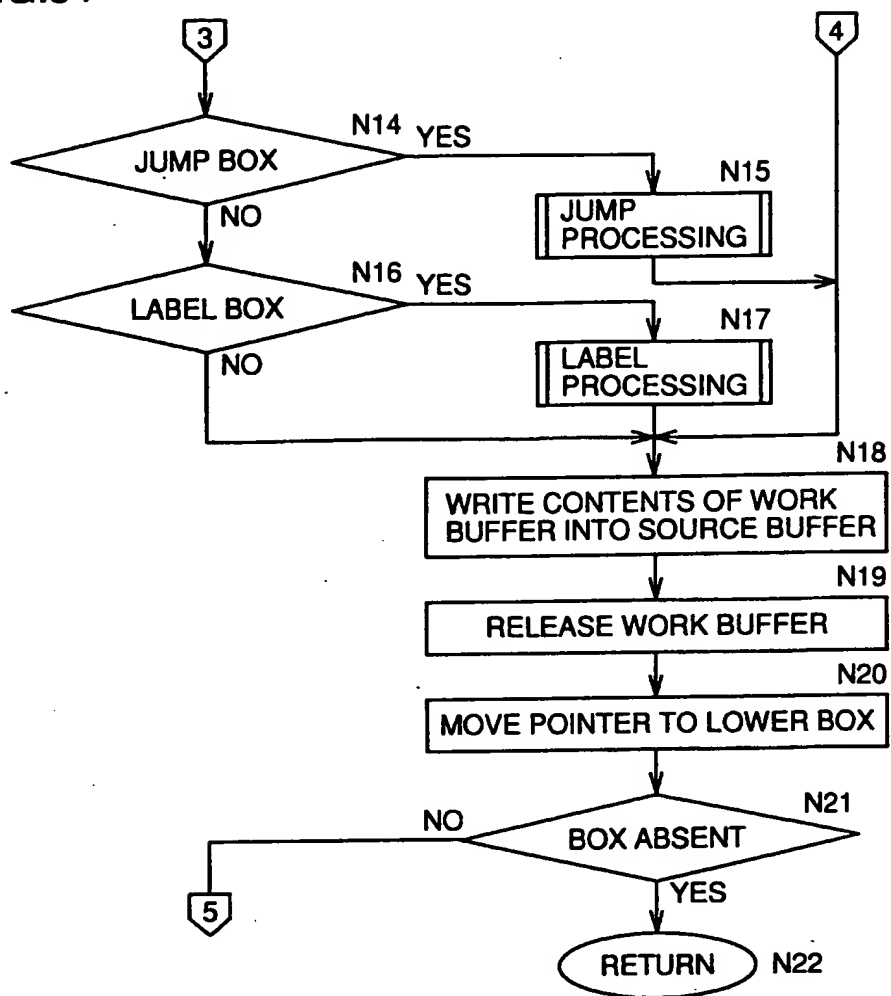 3
4
N14
YES
JUMP BOX
N15
NO
JUMP
PROCESSING
N16
YES
LABEL BOX
N17
NO
LABEL
PROCESSING
N18
WRITE CONTENTS OF WORK
BUFFER INTO SOURCE BUFFER
N19
RELEASE WORK BUFFER
N20
MOVE POINTER TO LOWER BOX
NO
N21
BOX ABSENT
YES
5
RETURN
N22